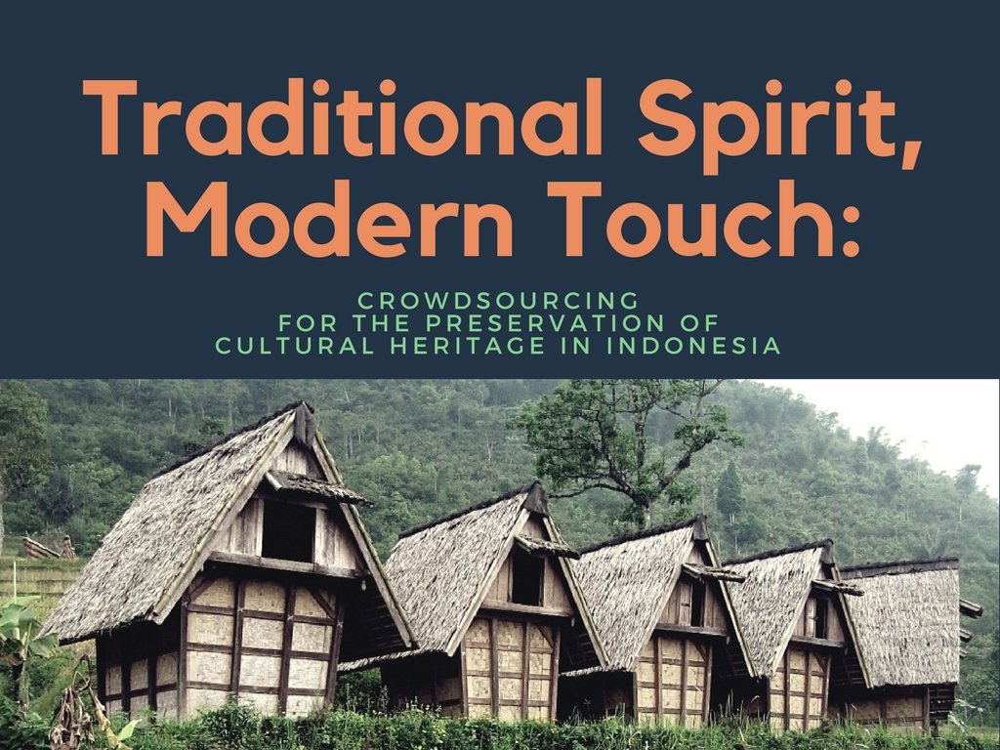 Traditional Spirit,
Modern Touch:
CROWDSOURCING
FOR THE PRESERVATION OF
CULTURAL HERITAGE IN INDONESIA